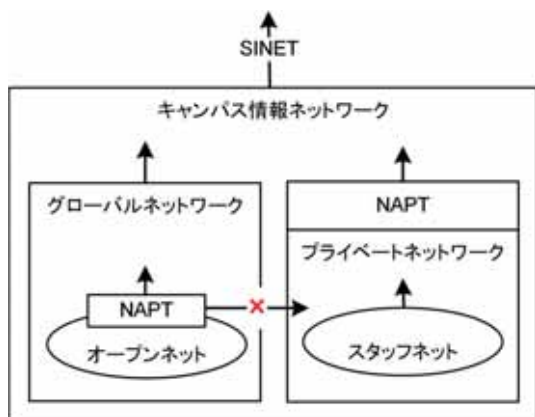 SINET
キャンパス情報ネットワーク
グローバルネットワーク
NAPT
オープンネット
NAPT
プライベートネットワーク
スタッフネット